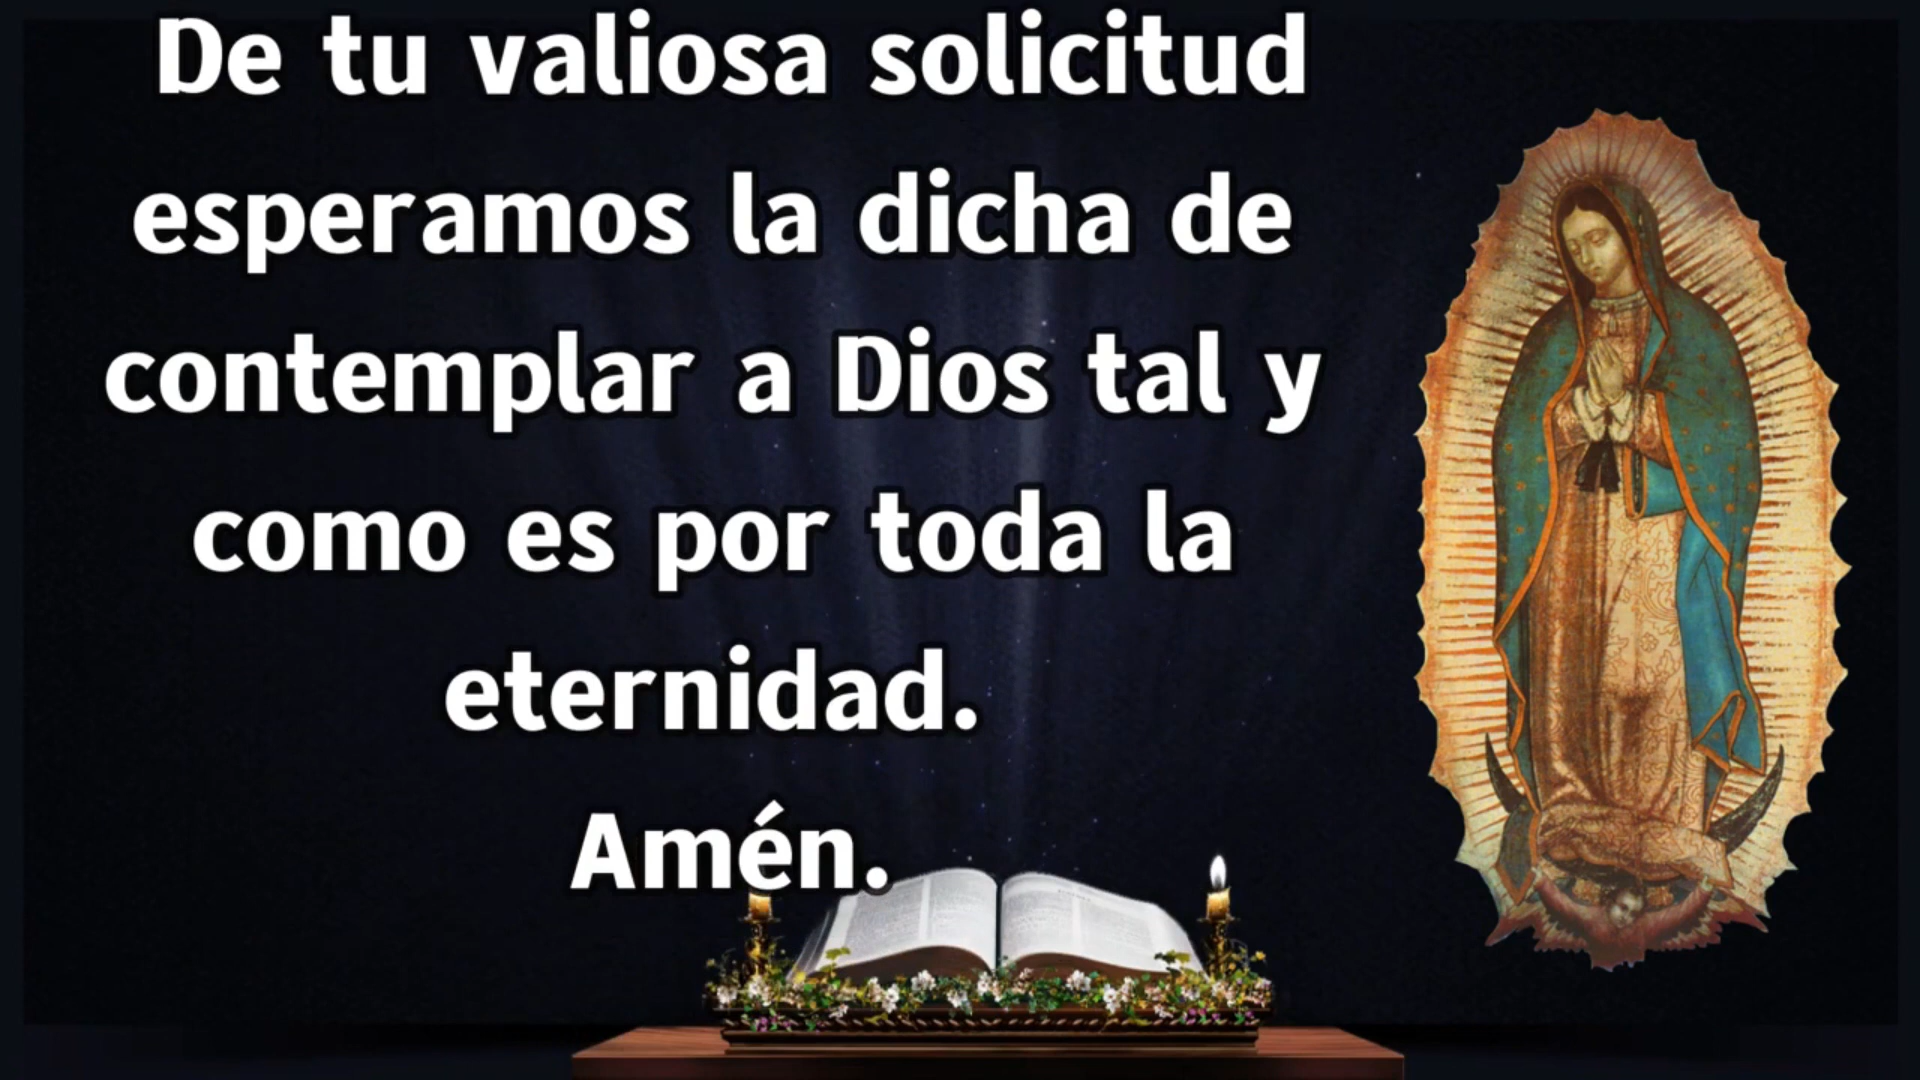 De tu valiosa solicitud
esperamos la dicha de
contemplar a Dios tal y
como es por toda la
eternidad.
Amén.